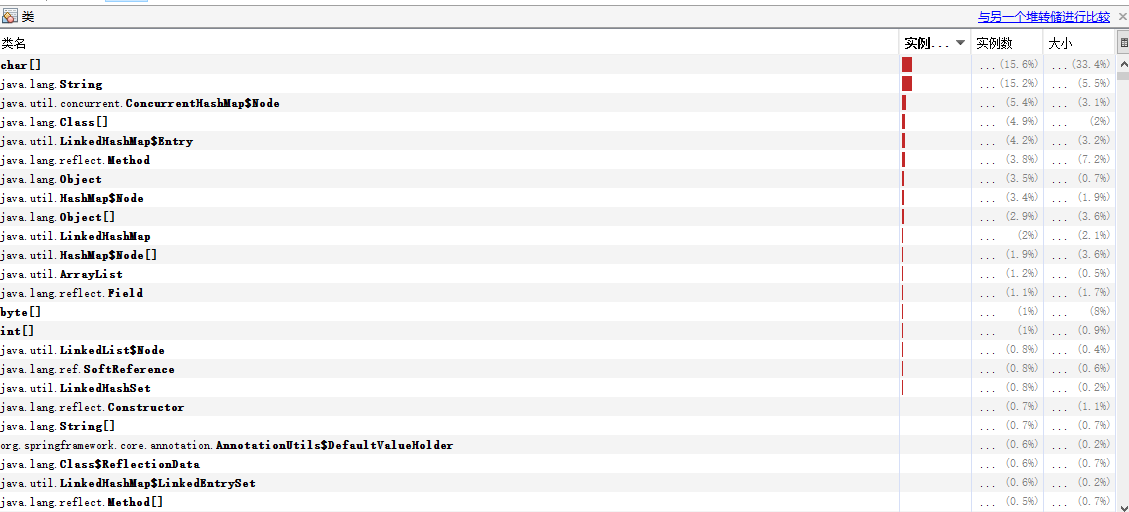 类 与另一个堆转储进行比较
类名 实例... 实例数 大小
char[] ... (15.6%) ... (33.4%)
java.lang.String ... (15.2%) ... (5.5%)
java.util.concurrent.ConcurrentHashMap$Node ... (5.4%) ... (3.1%)
java.lang.Class[] ... (4.9%) ... (2%)
java.util.LinkedHashMap$Entry ... (4.2%) ... (3.2%)
java.lang.reflect.Method ... (3.8%) ... (7.2%)
java.lang.Object ... (3.5%) ... (0.7%)
java.util.HashMap$Node ... (3.4%) ... (1.9%)
java.lang.Object[] ... (2.9%) ... (3.6%)
java.util.LinkedHashMap ... (2%) ... (2.1%)
java.util.HashMap$Node[] ... (1.9%) ... (3.6%)
java.util.ArrayList ... (1.2%) ... (0.5%)
java.lang.reflect.Field ... (1.1%) ... (1.7%)
byte[] ... (1%) ... (8%)
int[] ... (1%) ... (0.9%)
java.util.LinkedList$Node ... (0.8%) ... (0.4%)
java.lang.ref.SoftReference ... (0.8%) ... (0.6%)
java.util.LinkedHashSet ... (0.8%) ... (0.2%)
java.lang.reflect.Constructor ... (0.7%) ... (1.1%)
java.lang.String[] ... (0.7%) ... (0.7%)
org.springframework.core.annotation.AnnotationUtils$DefaultValueHolder ... (0.6%) ... (0.2%)
java.lang.Class$ReflectionData ... (0.6%) ... (0.7%)
java.util.LinkedHashMap$LinkedEntrySet ... (0.6%) ... (0.2%)
java.lang.reflect.Method[] ... (0.5%) ... (0.7%)